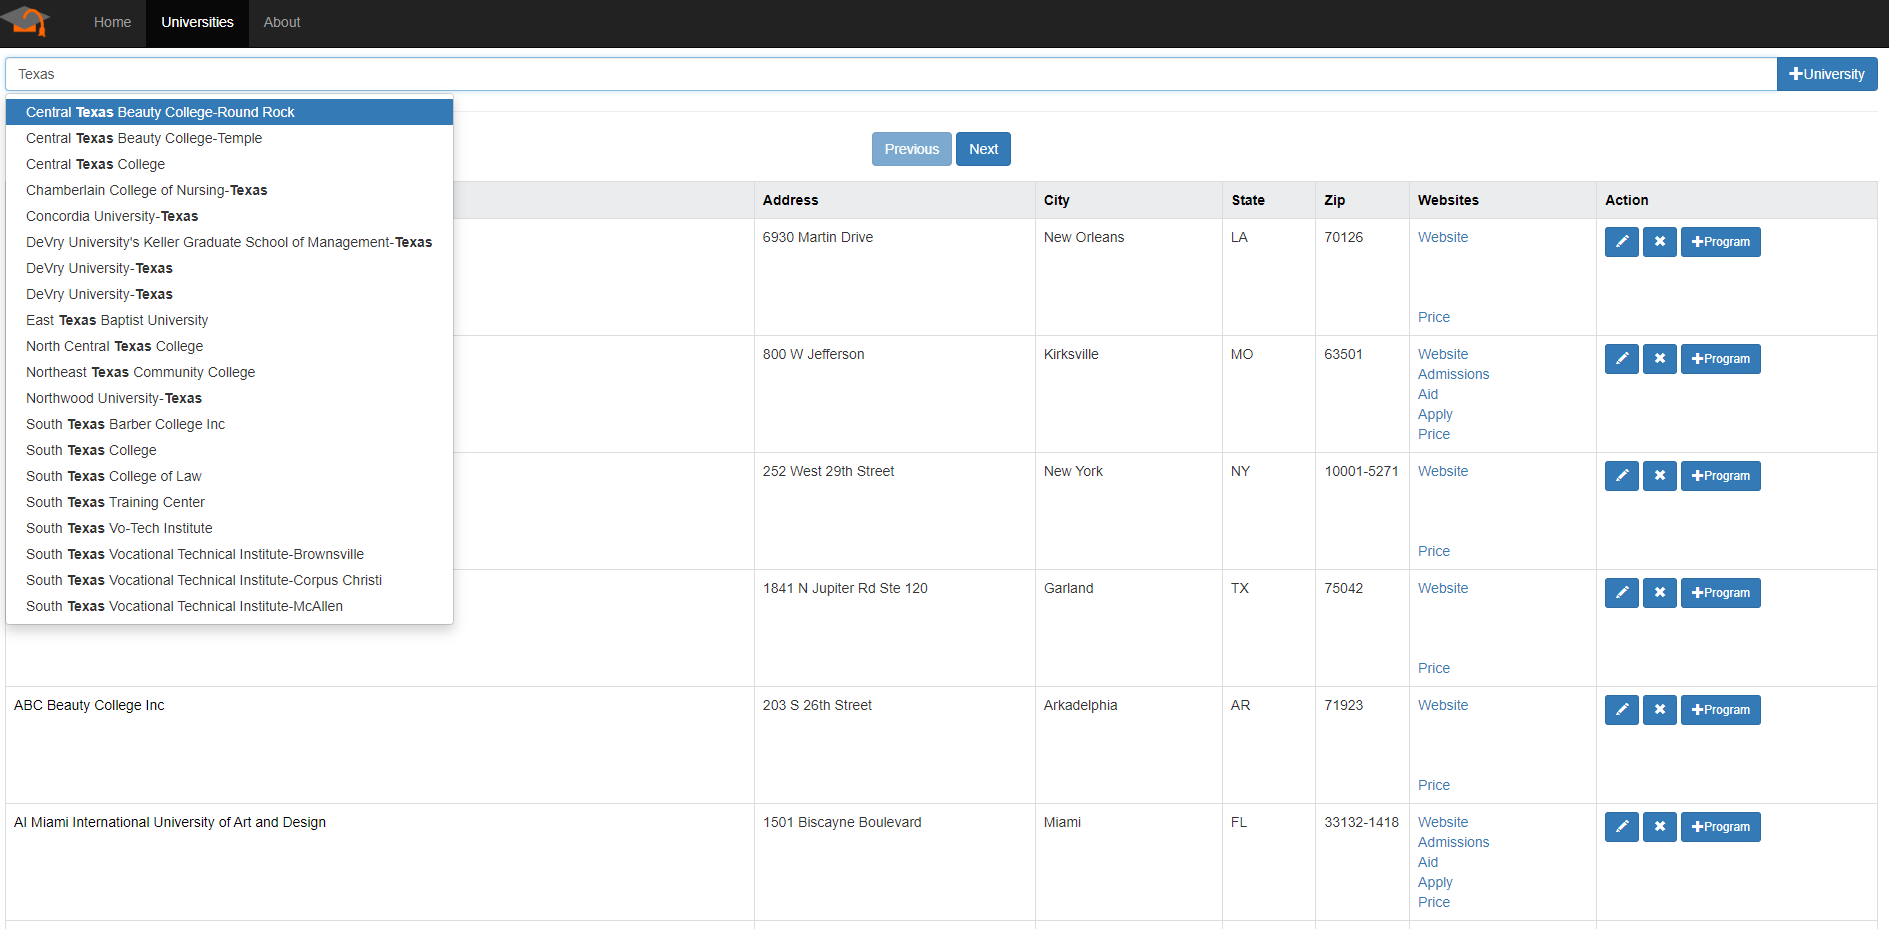 Home Universities About
Texas
University
Central Texas Beauty College-Round Rock
Central Texas Beauty College-Temple
Central Texas College
Chamberlain College of Nursing-Texas
Concordia University-Texas
DeVry University's Keller Graduate School of Management-Texas
DeVry University-Texas
DeVry University-Texas
East Texas Baptist University
North Central Texas College
Northeast Texas Community College
Northwood University-Texas
South Texas Barber College Inc
South Texas College
South Texas College of Law
South Texas Training Center
South Texas Vo-Tech Institute
South Texas Vocational Technical Institute-Brownsville
South Texas Vocational Technical Institute-Corpus Christi
South Texas Vocational Technical Institute-McAllen
Previous Next
Address City State Zip Websites Action
6930 Martin Drive New Orleans LA 70126 Website Program
Price
800 W Jefferson Kirksville MO 63501 Website Program
Admissions
Aid
Apply
Price
252 West 29th Street New York NY 10001-5271 Website Program
Price
1841 N Jupiter Rd Ste 120 Garland TX 75042 Website Program
Price
ABC Beauty College Inc 203 S 26th Street Arkadelphia AR 71923 Website Program
Price
AI Miami International University of Art and Design 1501 Biscayne Boulevard Miami FL 33132-1418 Website Program
Admissions
Aid
Apply
Price